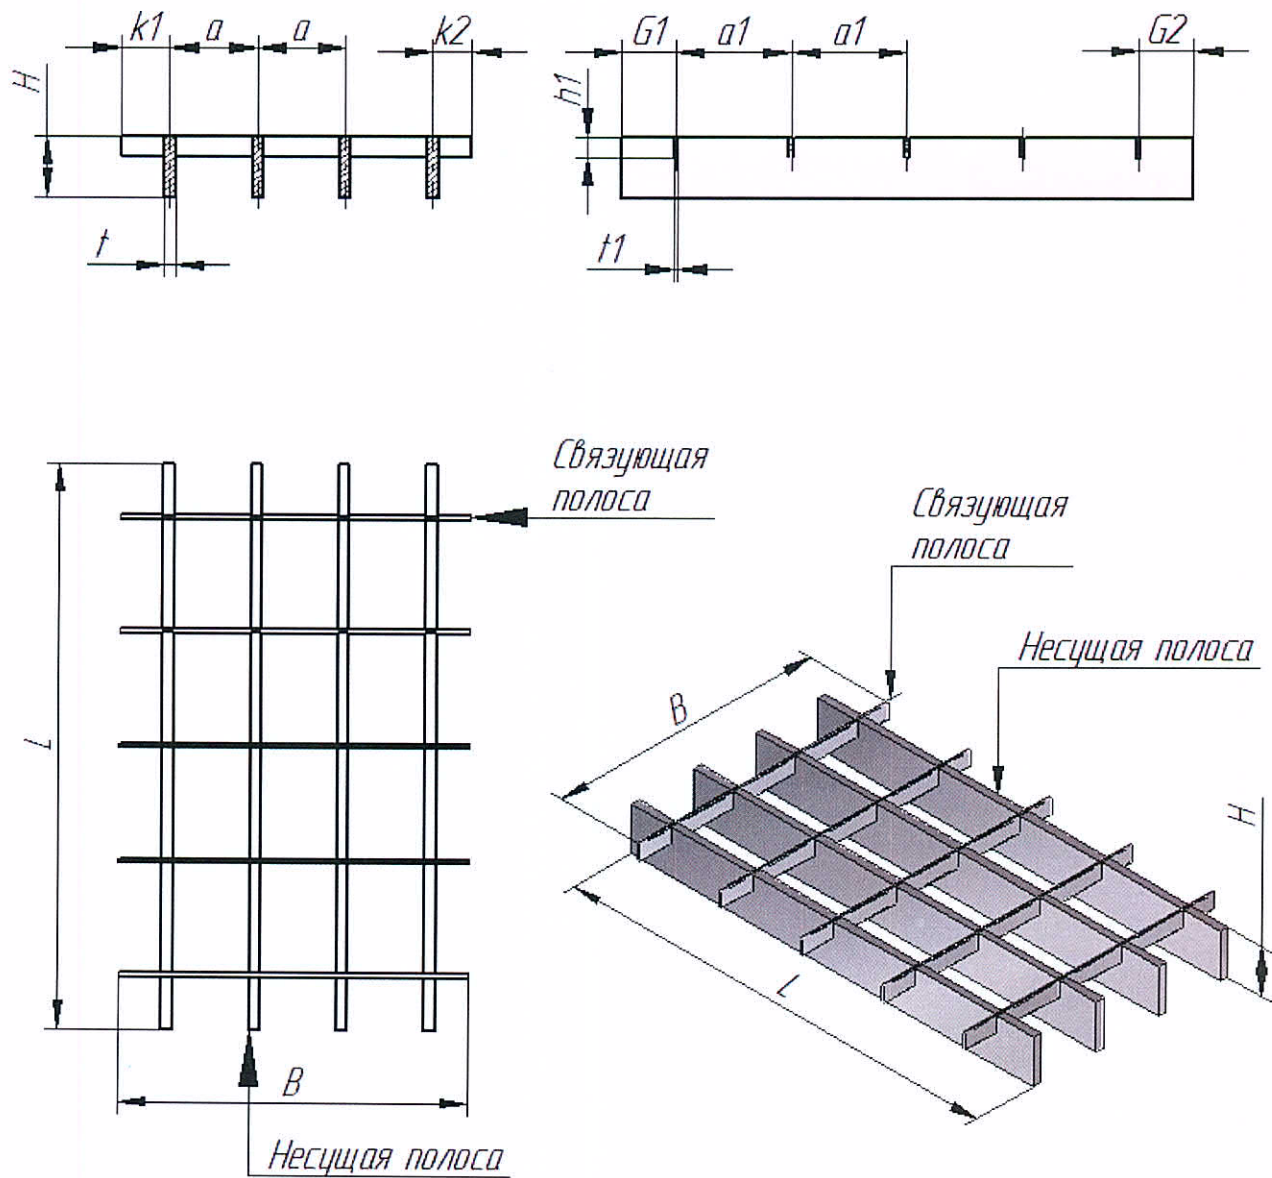 k1 a a k2
H
t
G1 a1 a1 G2
h1
t1
Связующая
полоса
L
B
Несущая полоса
Связующая
полоса
Несущая полоса
B
H
L